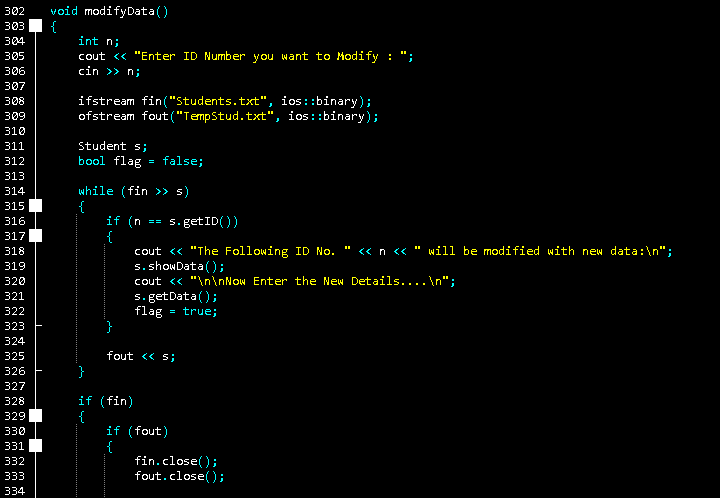 302 void modifyData()
303 {
304 int n;
305 cout << "Enter ID Number you want to Modify : ";
306 cin >> n;
307
308 ifstream fin("Students.txt", ios::binary);
309 ofstream fout("TempStud.txt", ios::binary);
310
311 Student s;
312 bool flag = false;
313
314 while (fin >> s)
315 {
316 if (n == s.getID())
317 {
318 cout << "The Following ID No. " << n << " will be modified with new data:\n";
319 s.showData();
320 cout << "\n\nNow Enter the New Details....\n";
321 s.getData();
322 flag = true;
323 }
324
325 fout << s;
326 }
327
328 if (fin)
329 {
330 if (fout)
331 {
332 fin.close();
333 fout.close();
334